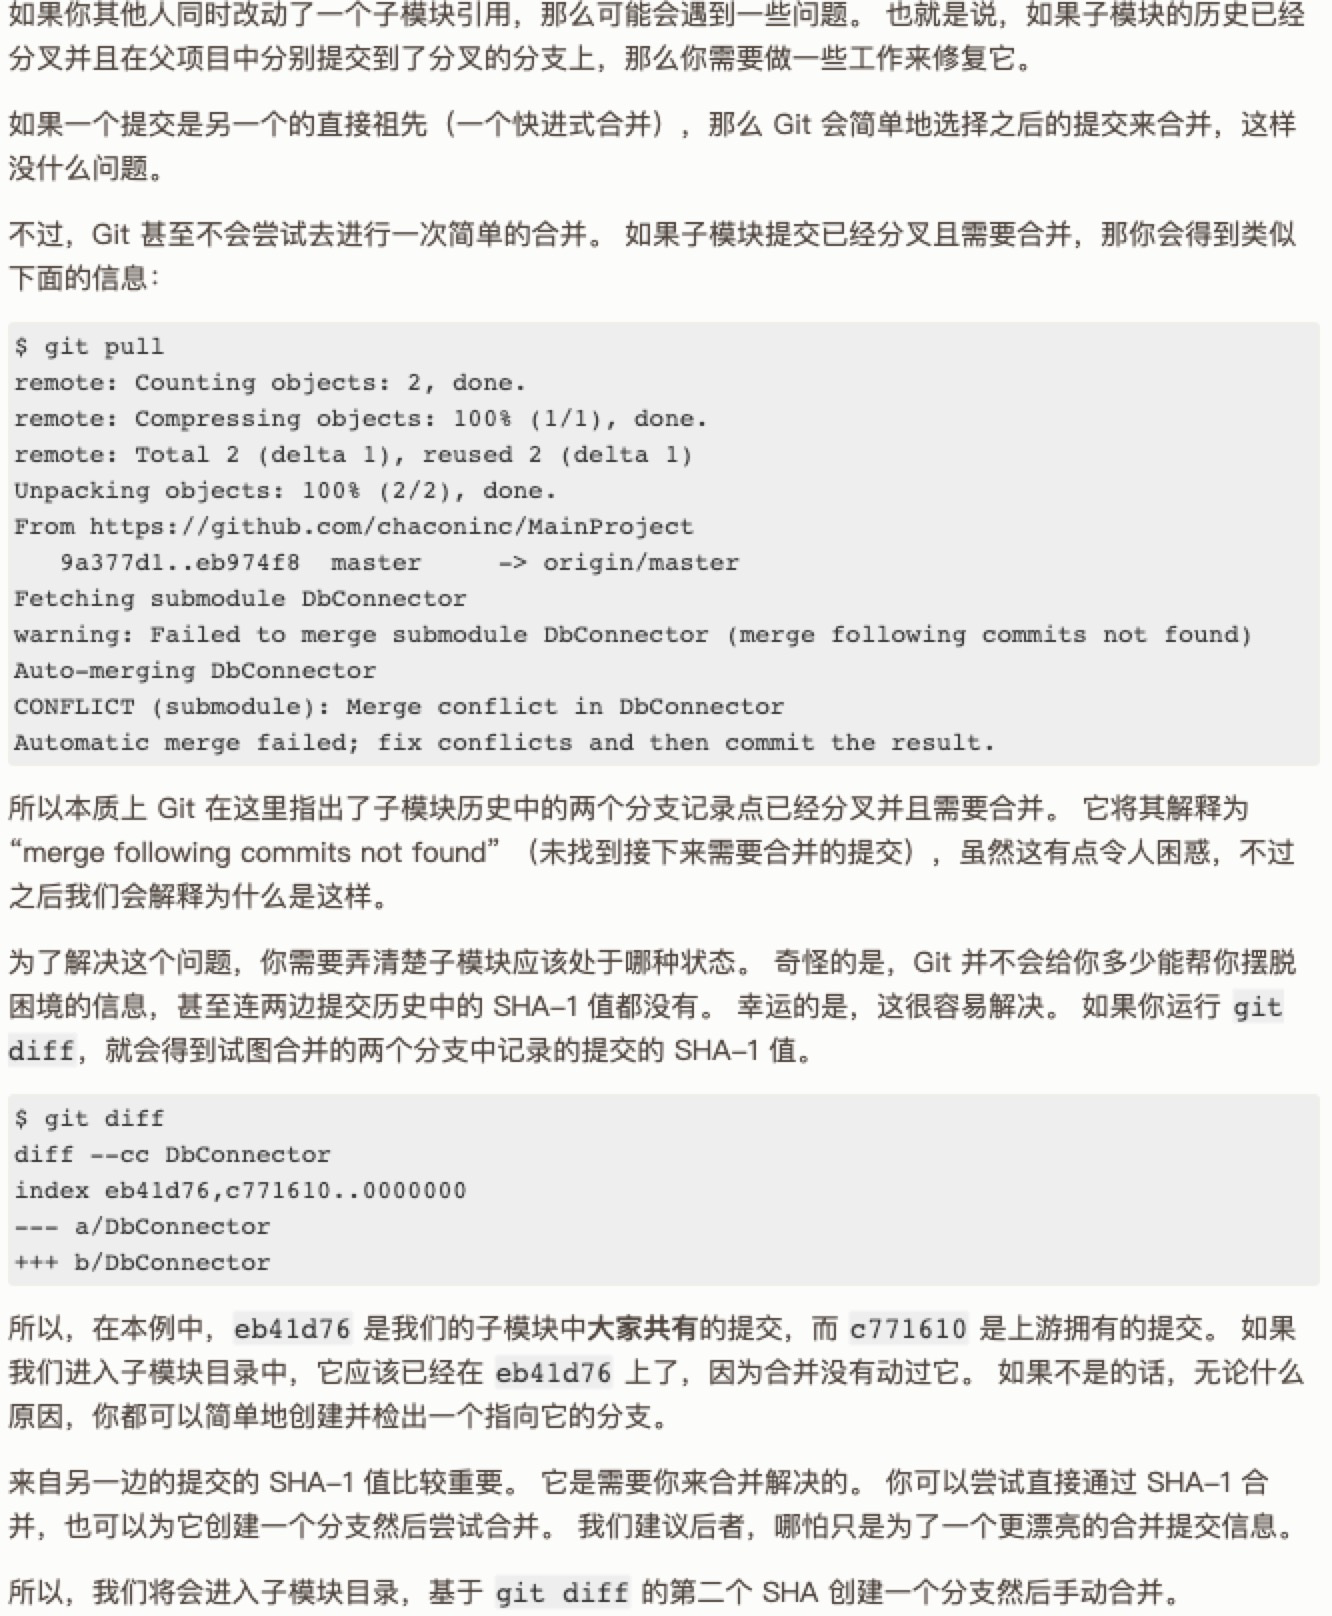 如果你其他人同时改动了一个子模块引用，那么可能会遇到一些问题。 也就是说，如果子模块的历史已经
分叉并且在父项目中分别提交到了分叉的分支上，那么你需要做一些工作来修复它。
如果一个提交是另一个的直接祖先（一个快进式合并），那么 Git 会简单地选择之后的提交来合并，这样
没什么问题。
不过，Git 甚至不会尝试去进行一次简单的合并。 如果子模块提交已经分叉且需要合并，那你会得到类似
下面的信息：
$ git pull
remote: Counting objects: 2, done.
remote: Compressing objects: 100% (1/1), done.
remote: Total 2 (delta 1), reused 2 (delta 1)
Unpacking objects: 100% (2/2), done.
From https://github.com/chaconinc/MainProject
   9a377d1..eb974f8  master     -> origin/master
Fetching submodule DbConnector
warning: Failed to merge submodule DbConnector (merge following commits not found)
Auto-merging DbConnector
CONFLICT (submodule): Merge conflict in DbConnector
Automatic merge failed; fix conflicts and then commit the result.
所以本质上 Git 在这里指出了子模块历史中的两个分支记录点已经分叉并且需要合并。 它将其解释为
“merge following commits not found” （未找到接下来需要合并的提交），虽然这有点令人困惑，不过
之后我们会解释为什么是这样。
为了解决这个问题，你需要弄清楚子模块应该处于哪种状态。 奇怪的是，Git 并不会给你多少能帮你摆脱
困境的信息，甚至连两边提交历史中的 SHA-1 值都没有。 幸运的是，这很容易解决。 如果你运行 git
diff，就会得到试图合并的两个分支中记录的提交的 SHA-1 值。
$ git diff
diff --cc DbConnector
index eb41d76,c771610..0000000
--- a/DbConnector
+++ b/DbConnector
所以，在本例中，eb41d76 是我们的子模块中大家共有的提交，而 c771610 是上游拥有的提交。 如果
我们进入子模块目录中，它应该已经在 eb41d76 上了，因为合并没有动过它。 如果不是的话，无论什么
原因，你都可以简单地创建并检出一个指向它的分支。
来自另一边的提交的 SHA-1 值比较重要。 它是需要你来合并解决的。 你可以尝试直接通过 SHA-1 合
并，也可以为它创建一个分支然后尝试合并。 我们建议后者，哪怕只是为了一个更漂亮的合并提交信息。
所以，我们将会进入子模块目录，基于 git diff 的第二个 SHA 创建一个分支然后手动合并。